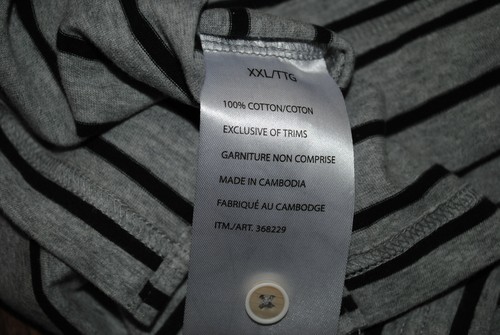 XXL/TTG
100% COTTON/COTON
EXCLUSIVE OF TRIMS
GARNITURE NON COMPRISE
MADE IN CAMBODIA
FABRIQUÉ AU CAMBODGE
ITM./ART. 368229